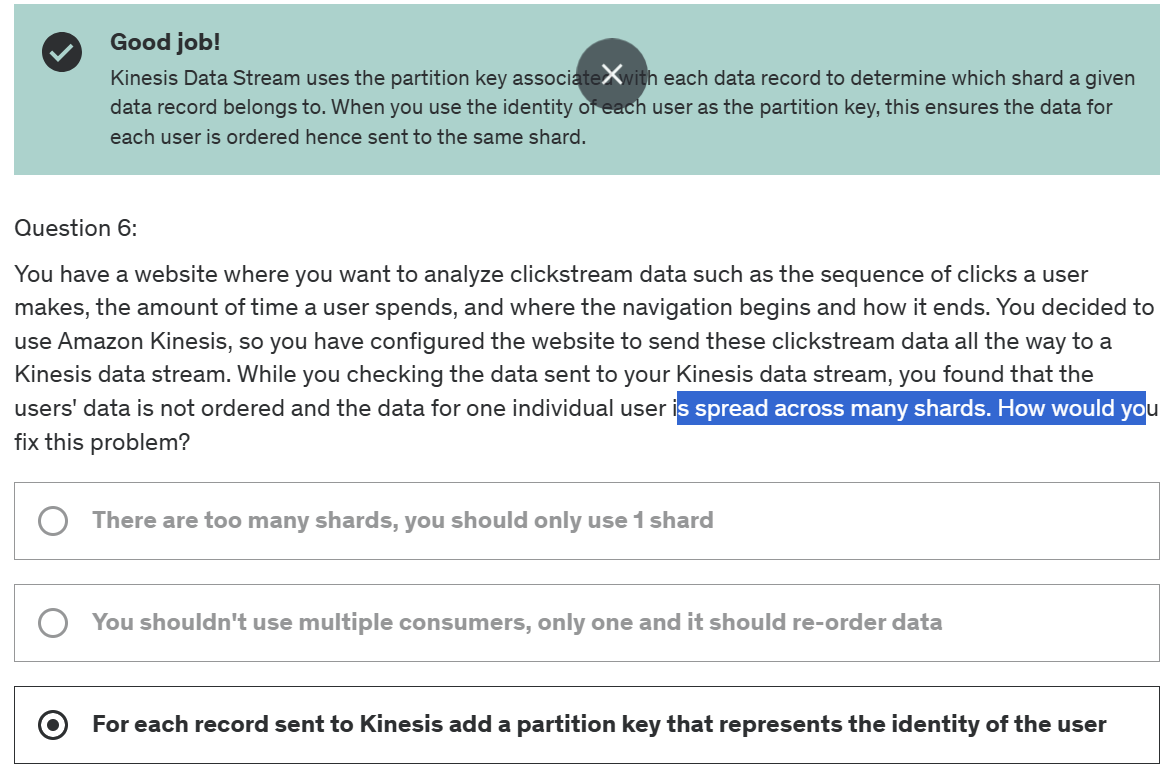 Good job!
Kinesis Data Stream uses the partition key associated with each data record to determine which shard a given
data record belongs to. When you use the identity of each user as the partition key, this ensures the data for
each user is ordered hence sent to the same shard.
Question 6:
You have a website where you want to analyze clickstream data such as the sequence of clicks a user
makes, the amount of time a user spends, and where the navigation begins and how it ends. You decided to
use Amazon Kinesis, so you have configured the website to send these clickstream data all the way to a
Kinesis data stream. While you checking the data sent to your Kinesis data stream, you found that the
users' data is not ordered and the data for one individual user is spread across many shards. How would you
fix this problem?
There are too many shards, you should only use 1 shard
You shouldn't use multiple consumers, only one and it should re-order data
For each record sent to Kinesis add a partition key that represents the identity of the user